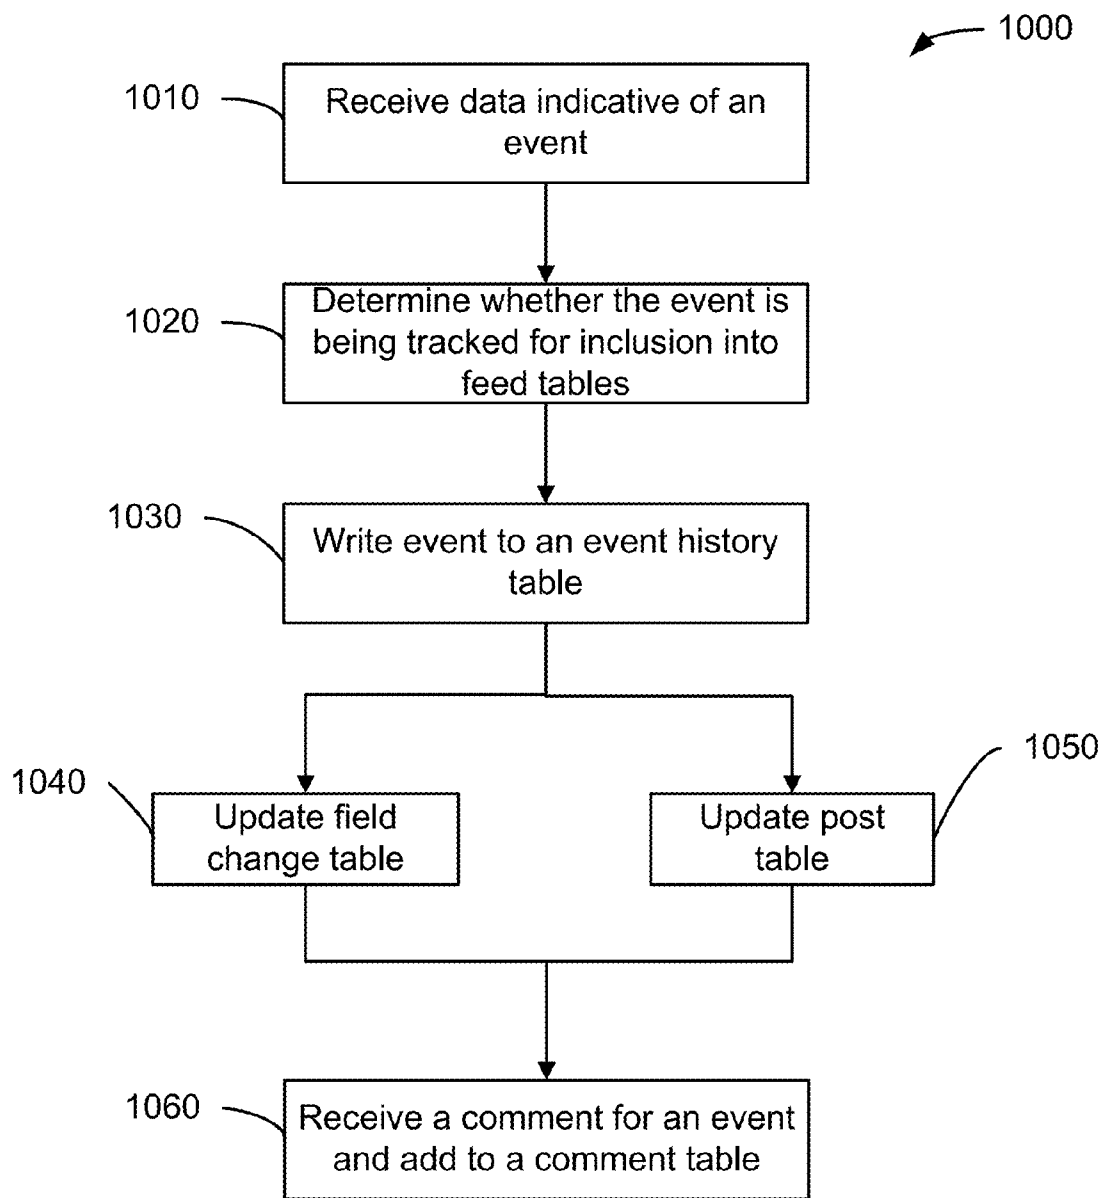 1000
1010
Receive data indicative of an
event
1020
Determine whether the event is
being tracked for inclusion into
feed tables
1030
Write event to an event history
table
1040
Update field
change table
1050
Update post
table
1060
Receive a comment for an event
and add to a comment table